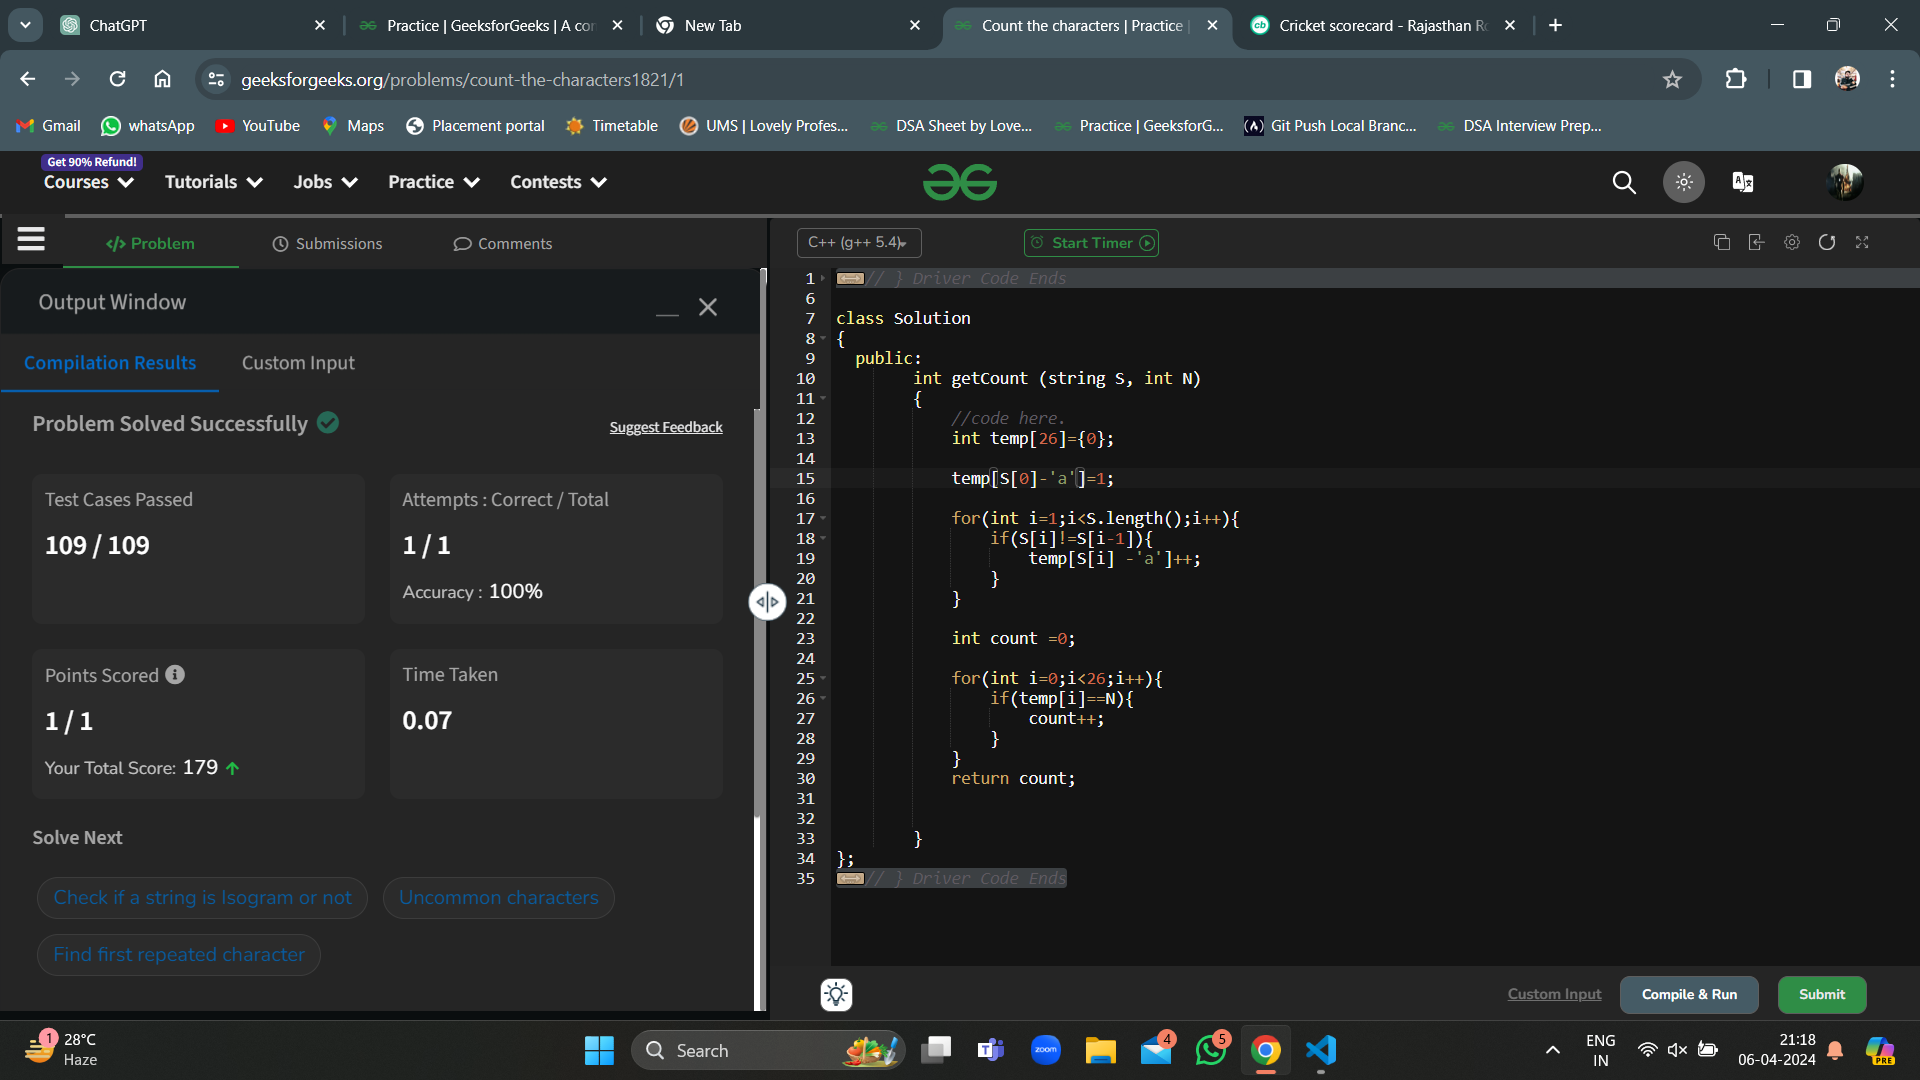 ChatGPT
Practice | GeeksforGeeks | A con
New Tab
Count the characters | Practice |
Cricket scorecard - Rajasthan Ro
geeksforgeeks.org/problems/count-the-characters1821/1
Gmail
whatsApp
YouTube
Maps
Placement portal
Timetable
UMS | Lovely Profes...
DSA Sheet by Love...
Practice | GeeksforG...
Git Push Local Branc...
DSA Interview Prep...
Get 90% Refund!
Courses
Tutorials
Jobs
Practice
Contests
Problem
Submissions
Comments
Output Window
Compilation Results
Custom Input
Problem Solved Successfully
Suggest Feedback
Test Cases Passed
109 / 109
Attempts : Correct / Total
1 / 1
Accuracy : 100%
Points Scored
1 / 1
Your Total Score: 179
Time Taken
0.07
Solve Next
Check if a string is Isogram or not
Uncommon characters
Find first repeated character
C++ (g++ 5.4)
Start Timer
1 // } Driver Code Ends
6
7 class Solution
8 {
9 public:
10 int getCount (string S, int N)
11 {
12 //code here.
13 int temp[26]={0};
14
15 temp[S[0]-'a']=1;
16
17 for(int i=1;i<S.length();i++){
18 if(S[i]!=S[i-1]){
19 temp[S[i] -'a']++;
20 }
21 }
22
23 int count =0;
24
25 for(int i=0;i<26;i++){
26 if(temp[i]==N){
27 count++;
28 }
29 }
30 return count;
31
32
33 }
34 };
35 // } Driver Code Ends
Custom Input
Compile & Run
Submit
1
28°C
Haze
Search
zoom
4
5
ENG
IN
21:18
06-04-2024
PRE